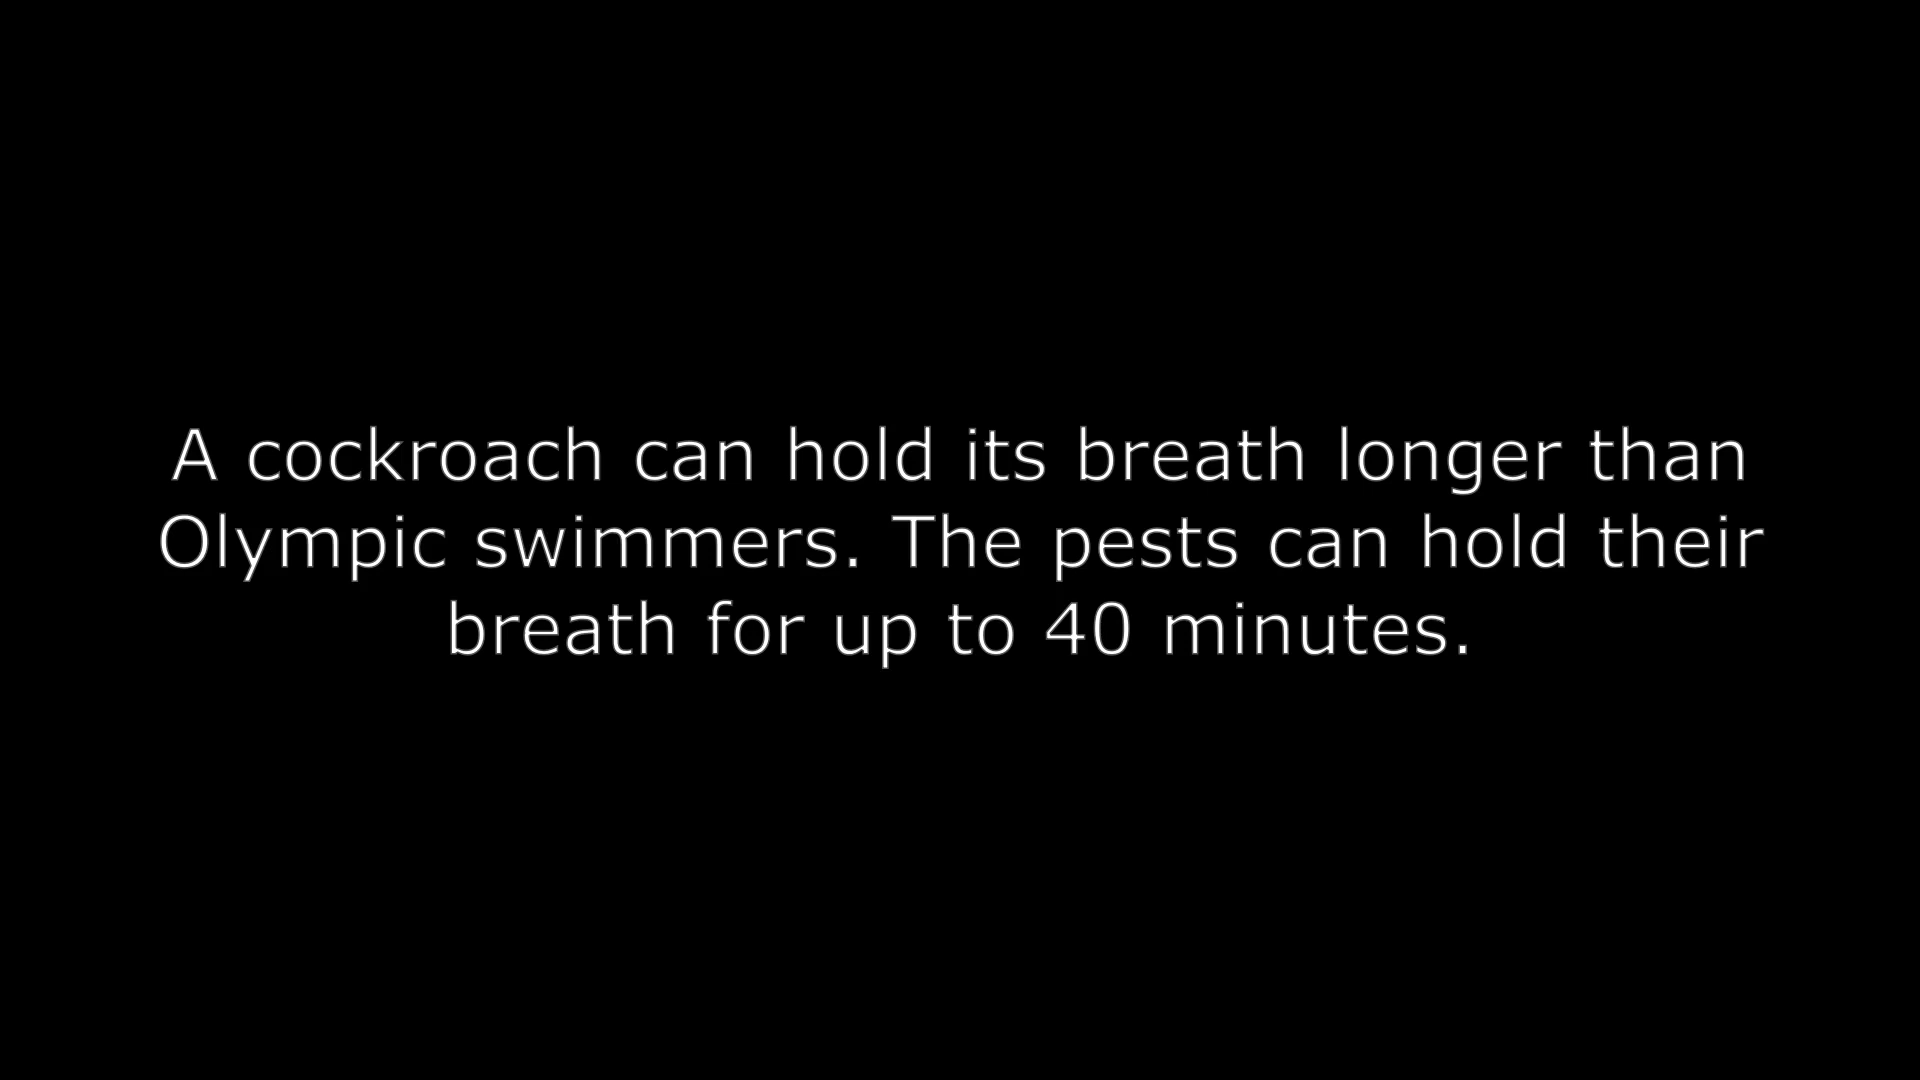 A cockroach can hold its breath longer than
Olympic swimmers. The pests can hold their
breath for up to 40 minutes.